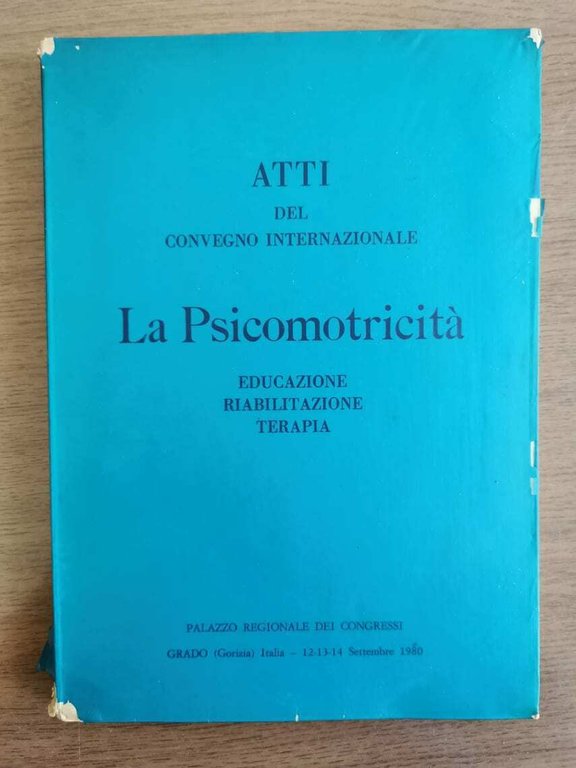 ATTI
DEL
CONVEGNO INTERNAZIONALE
La Psicomotricità
EDUCAZIONE
RIABILITAZIONE
TERAPIA
PALAZZO REGIONALE DEI CONGRESSI
GRADO (Gorizia) Italia - 12-13-14 Settembre 1980